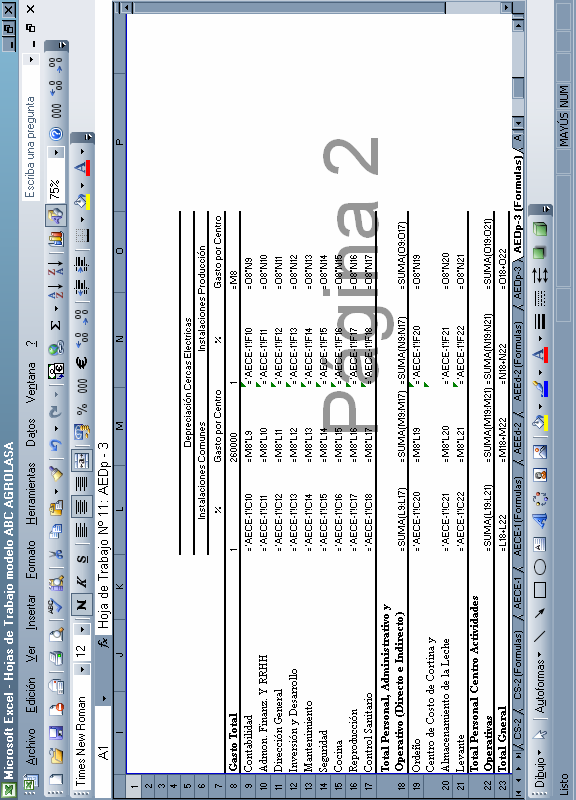 Microsoft Excel - Hojas de Trabajo modelo ABC AGROLASA
Archivo Edición Ver Insertar Formato Herramientas Datos Ventana ?
Escriba una pregunta
75%
Times New Roman 12 N K S % 000 €
A1 fx Hoja de Trabajo Nº 11: AEDp - 3
I J K L M N O P
1
2
3
4
5 Depreciación Cercas Electricas
6 Instalaciones Comunes Instalaciones Producción
7 % Gasto por Centro % Gasto por Centro
8 Gasto Total 1 260000 1 =M8
9 Contabilidad ='AECE-1'!C10 =M8*L9 ='AECE-1'!F10 =O8*N9
10 Admon, Finanz. Y RRHH ='AECE-1'!C11 =M8*L10 ='AECE-1'!F11 =O8*N10
11 Dirección General ='AECE-1'!C12 =M8*L11 ='AECE-1'!F12 =O8*N11
12 Inversión y Desarrollo ='AECE-1'!C13 =M8*L12 ='AECE-1'!F13 =O8*N12
13 Mantenimiento ='AECE-1'!C14 =M8*L13 ='AECE-1'!F14 =O8*N13
14 Seguridad ='AECE-1'!C15 =M8*L14 ='AECE-1'!F15 =O8*N14
15 Cocina ='AECE-1'!C16 =M8*L15 ='AECE-1'!F16 =O8*N15
16 Reproducción ='AECE-1'!C17 =M8*L16 ='AECE-1'!F17 =O8*N16
17 Control Sanitario ='AECE-1'!C18 =M8*L17 ='AECE-1'!F18 =O8*N17
Total Personal, Administrativo y
18 Operativo (Directo e Indirecto) =SUMA(L9:L17) =SUMA(M9:M17) =SUMA(N9:N17) =SUMA(O9:O17)
19 Ordeño ='AECE-1'!C20 =M8*L19 ='AECE-1'!F20 =O8*N19
Centro de Costo de Cortina y
20 Almacenamiento de la Leche ='AECE-1'!C21 =M8*L20 ='AECE-1'!F21 =O8*N20
21 Levante ='AECE-1'!C22 =M8*L21 ='AECE-1'!F22 =O8*N21
Total Personal Centro Actividades
22 Operativas =SUMA(L19:L21) =SUMA(M19:M21) =SUMA(N19:N21) =SUMA(O19:O21)
23 Total Gneral =L18+L22 =M18+M22 =N18+N22 =O18+O22
Página 2
CS-2 CS-2 (Formulas) AECE-1 AECE-1(Formulas) AEEd-2 AEEd-2 (Formulas) AEDp-3 AEDp-3 (Formulas) A
Dibujo Autoformas
Listo MAYÚS NUM